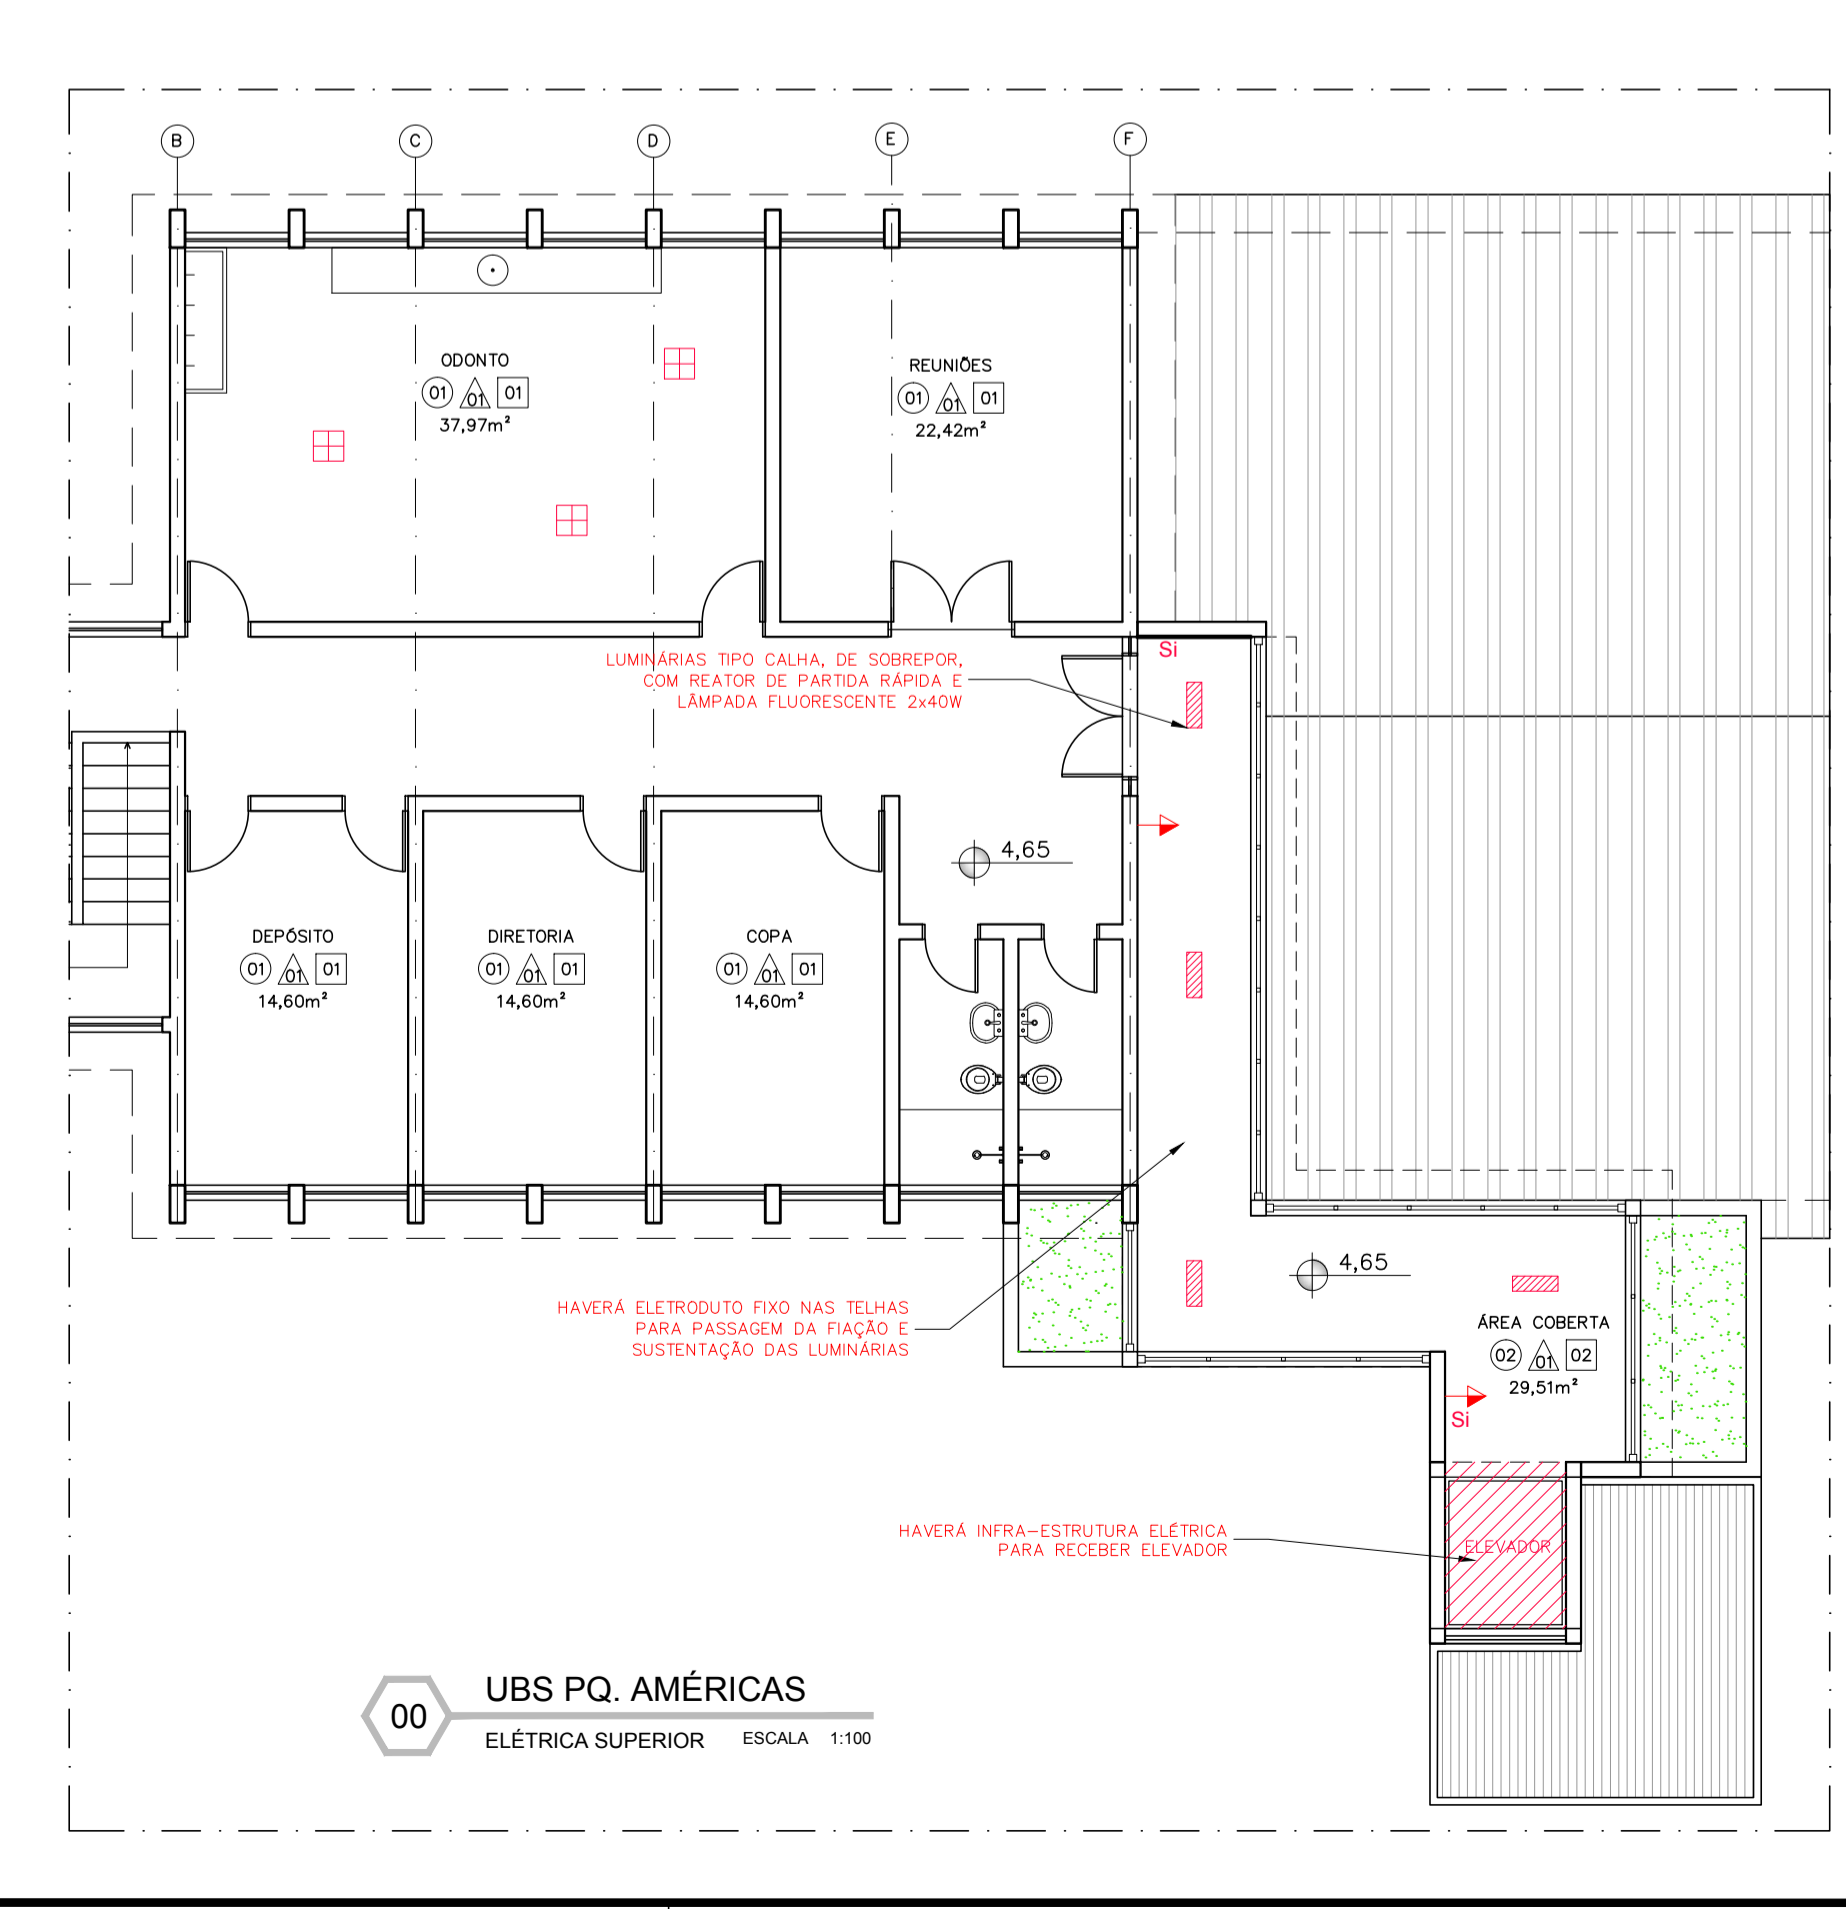 B
C
D
E
F
ODONTO
01 01 01
37,97m²
REUNIÕES
01 01 01
22,42m²
LUMINÁRIAS TIPO CALHA, DE SOBREPOR,
COM REATOR DE PARTIDA RÁPIDA E
LÂMPADA FLUORESCENTE 2x40W
Si
4,65
DEPÓSITO
01 01 01
14,60m²
DIRETORIA
01 01 01
14,60m²
COPA
01 01 01
14,60m²
HAVERÁ ELETRODUTO FIXO NAS TELHAS
PARA PASSAGEM DA FIAÇÃO E
SUSTENTAÇÃO DAS LUMINÁRIAS
4,65
ÁREA COBERTA
02 01 02
29,51m²
Si
HAVERÁ INFRA-ESTRUTURA ELÉTRICA
PARA RECEBER ELEVADOR
ELEVADOR
00
UBS PQ. AMÉRICAS
ELÉTRICA SUPERIOR ESCALA 1:100